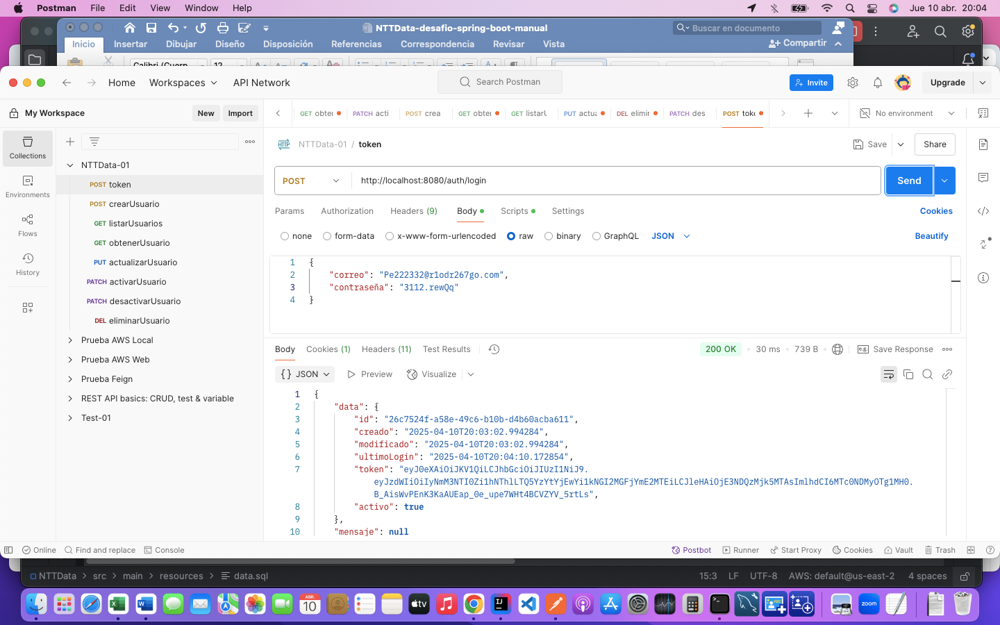 Postman File Edit View Window Help Jue 10 abr. 20:04
NTTData-desafio-spring-boot-manual
Buscar en documento
Inicio Insertar Dibujar Diseño Disposición Referencias Correspondencia Revisar Vista Compartir
12
Home Workspaces API Network Search Postman Invite Upgrade
My Workspace New Import
GET obter PATCH acti POST crea GET obter GET listarU PUT actua DEL elimir PATCH des POST toke No environment
Collections
Environments
Flows
History
NTTData-01
POST token
POST crearUsuario
GET listarUsuarios
GET obtenerUsuario
PUT actualizarUsuario
PATCH activarUsuario
PATCH desactivarUsuario
DEL eliminarUsuario
Prueba AWS Local
Prueba AWS Web
Prueba Feign
REST API basics: CRUD, test & variable
Test-01
HTTP NTTData-01 / token Save Share
POST http://localhost:8080/auth/login Send
Params Authorization Headers (9) Body Scripts Settings Cookies
none form-data x-www-form-urlencoded raw binary GraphQL JSON Beautify
1 {
2 "correo": "Pe222332@r1odr267go.com",
3 "contraseña": "3112.rewQq"
4 }
Body Cookies (1) Headers (11) Test Results 200 OK 30 ms 739 B e.g. Save Response
{} JSON Preview Visualize
1 {
2 "data": {
3 "id": "26c7524f-a58e-49c6-b10b-d4b60acba611",
4 "creado": "2025-04-10T20:03:02.994284",
5 "modificado": "2025-04-10T20:03:02.994284",
6 "ultimoLogin": "2025-04-10T20:04:10.172854",
7 "token": "eyJ0eXAiOiJKV1QiLCJhbGciOiJIUzI1NiJ9.
eyJzdWIiOiIyNmM3NTI0Zi1hNThlLTQ5YzYtYjEwYi1kNGI2MGFjYmE2MTEiLCJleHAiOjE3NDQzMjk5MTAsImlhdCI6MTc0NDMyOTg1MH0.
B_AisWvPEnK3KaAUEap_0e_upe7WHt4BCVZYV_5rtLs",
8 "activo": true
9 },
10 "mensaje": null
Online Find and replace Console Postbot Runner Start Proxy Cookies Vault Trash
NTTData src main resources data.sql 15:3 LF UTF-8 AWS: default@us-east-2 4 spaces
ABR.
10
tv
zoom